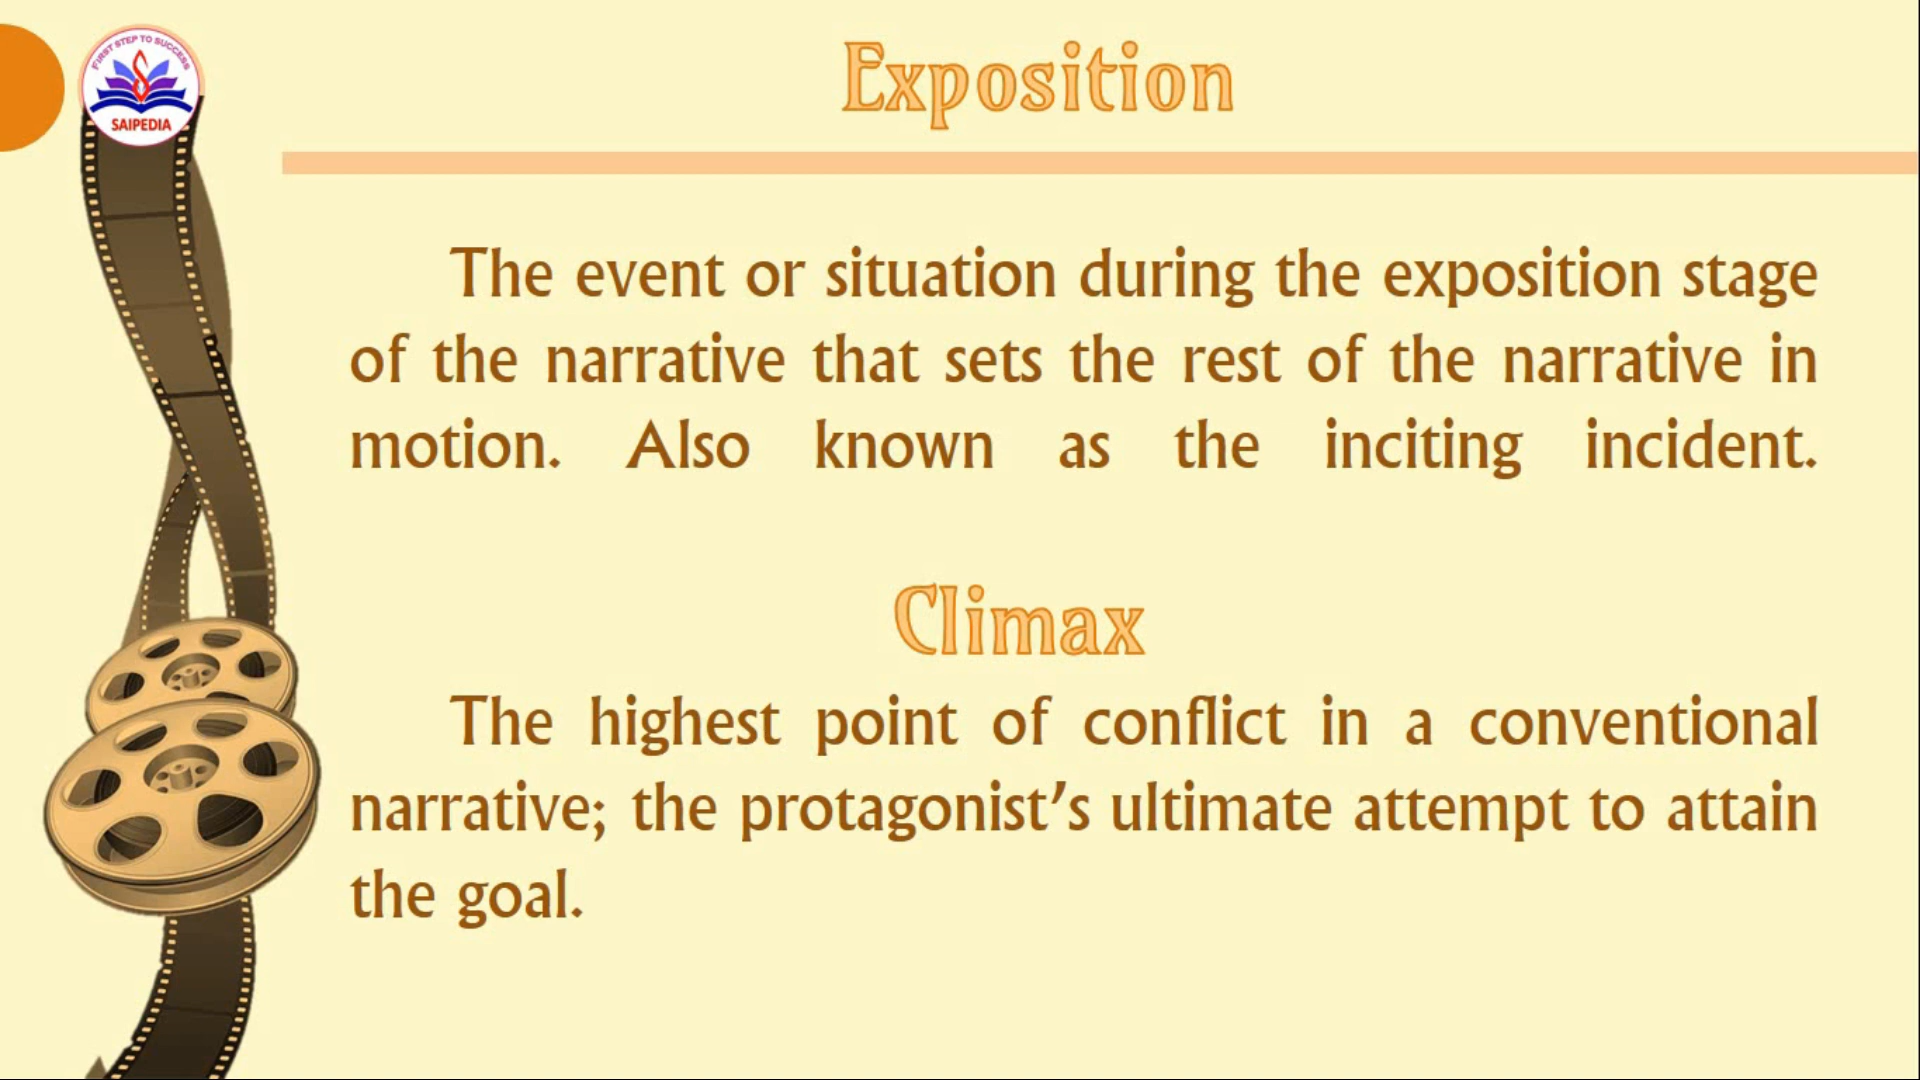 FIRST STEP TO SUCCESS
SAIPEDIA
Exposition
The event or situation during the exposition stage
of the narrative that sets the rest of the narrative in
motion. Also known as the inciting incident.
Climax
The highest point of conflict in a conventional
narrative; the protagonist’s ultimate attempt to attain
the goal.